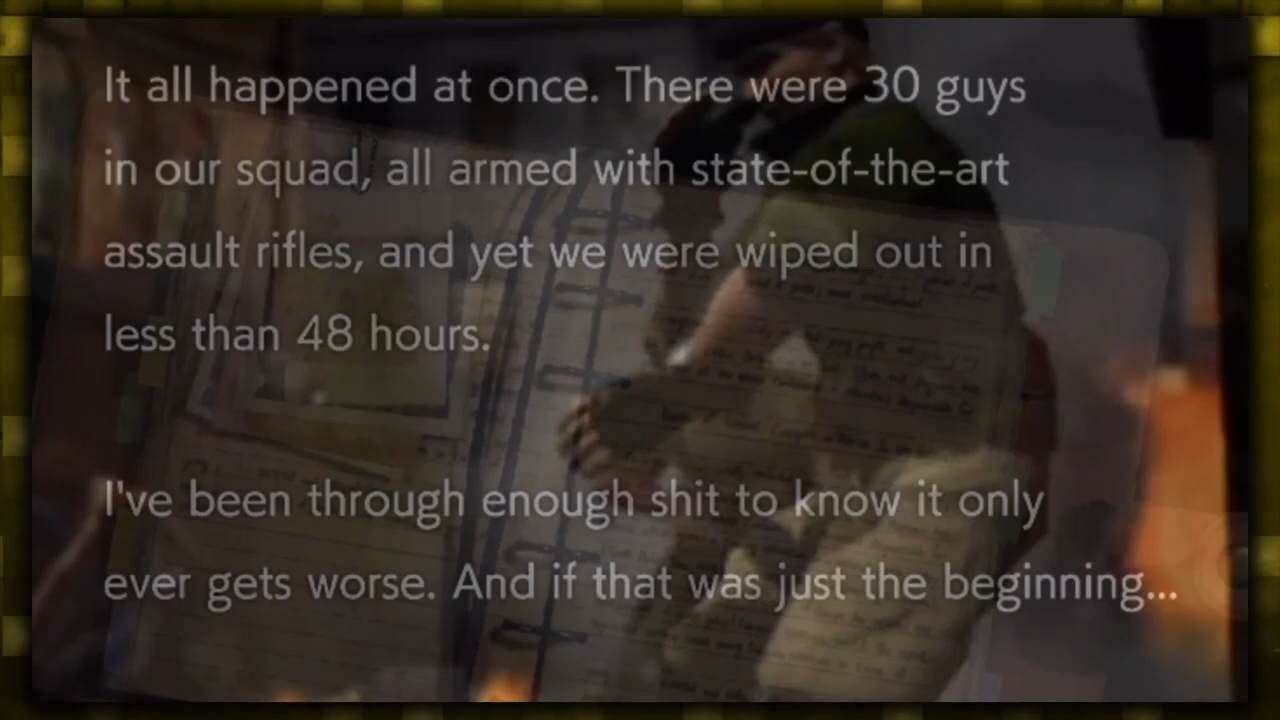 It all happened at once. There were 30 guys
in our squad, all armed with state-of-the-art
assault rifles, and yet we were wiped out in
less than 48 hours.
I've been through enough shit to know it only
ever gets worse. And if that was just the beginning...